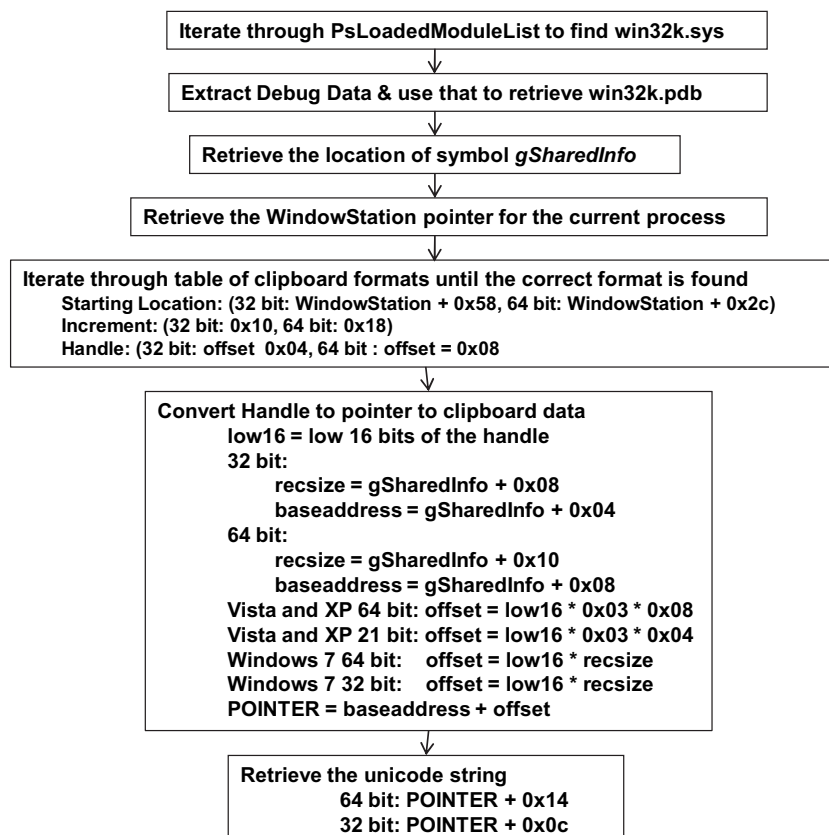 Iterate through PsLoadedModuleList to find win32k.sys
Extract Debug Data & use that to retrieve win32k.pdb
Retrieve the location of symbol gSharedInfo
Retrieve the WindowStation pointer for the current process
Iterate through table of clipboard formats until the correct format is found
Starting Location: (32 bit: WindowStation + 0x58, 64 bit: WindowStation + 0x2c)
Increment: (32 bit: 0x10, 64 bit: 0x18)
Handle: (32 bit: offset 0x04, 64 bit : offset = 0x08
Convert Handle to pointer to clipboard data
low16 = low 16 bits of the handle
32 bit:
recsize = gSharedInfo + 0x08
baseaddress = gSharedInfo + 0x04
64 bit:
recsize = gSharedInfo + 0x10
baseaddress = gSharedInfo + 0x08
Vista and XP 64 bit: offset = low16 * 0x03 * 0x08
Vista and XP 21 bit: offset = low16 * 0x03 * 0x04
Windows 7 64 bit: offset = low16 * recsize
Windows 7 32 bit: offset = low16 * recsize
POINTER = baseaddress + offset
Retrieve the unicode string
64 bit: POINTER + 0x14
32 bit: POINTER + 0x0c